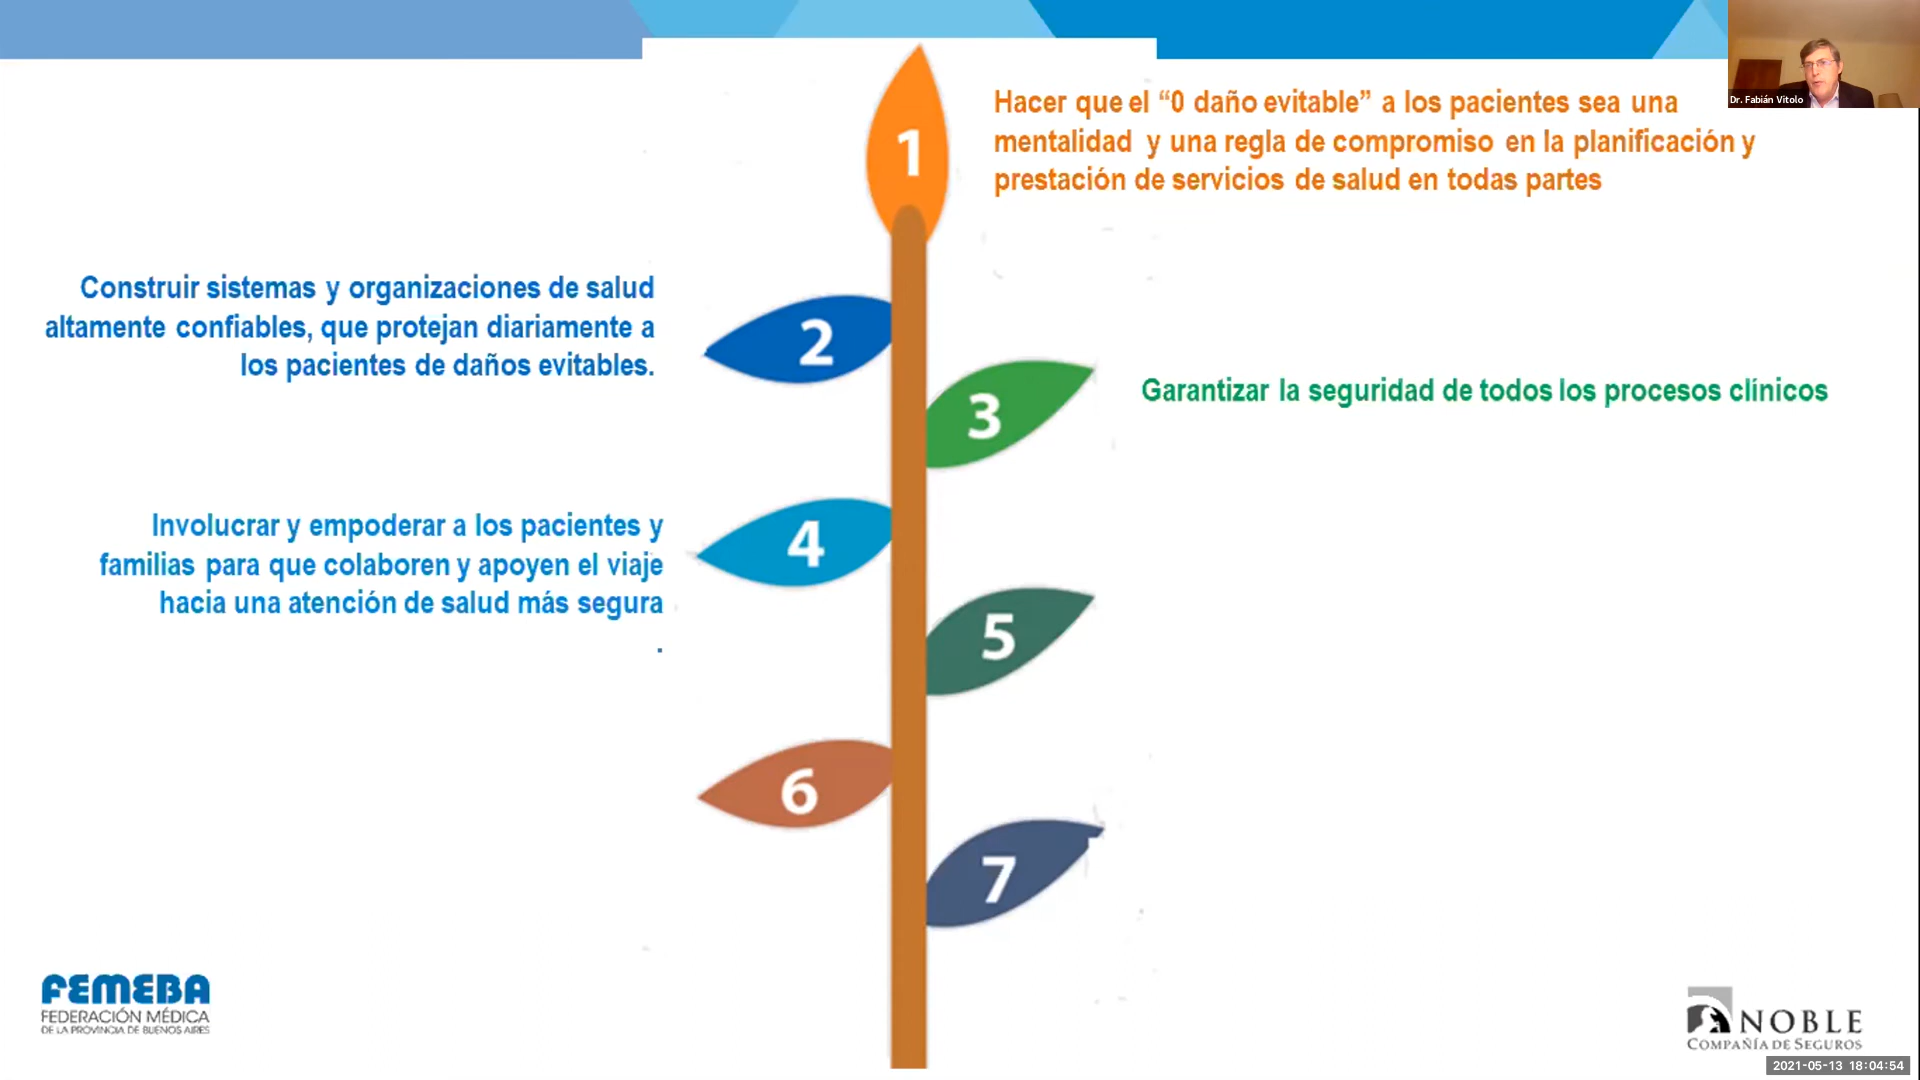 Dr. Fabián Vitolo
1
Hacer que el “0 daño evitable” a los pacientes sea una
mentalidad y una regla de compromiso en la planificación y
prestación de servicios de salud en todas partes
Construir sistemas y organizaciones de salud
altamente confiables, que protejan diariamente a
los pacientes de daños evitables.
2
3
Garantizar la seguridad de todos los procesos clínicos
Involucrar y empoderar a los pacientes y
familias para que colaboren y apoyen el viaje
hacia una atención de salud más segura
.
4
5
6
7
FEMEBA
FEDERACIÓN MÉDICA
DE LA PROVINCIA DE BUENOS AIRES
NOBLE
COMPAÑÍA DE SEGUROS
2021-05-13 18:04:54